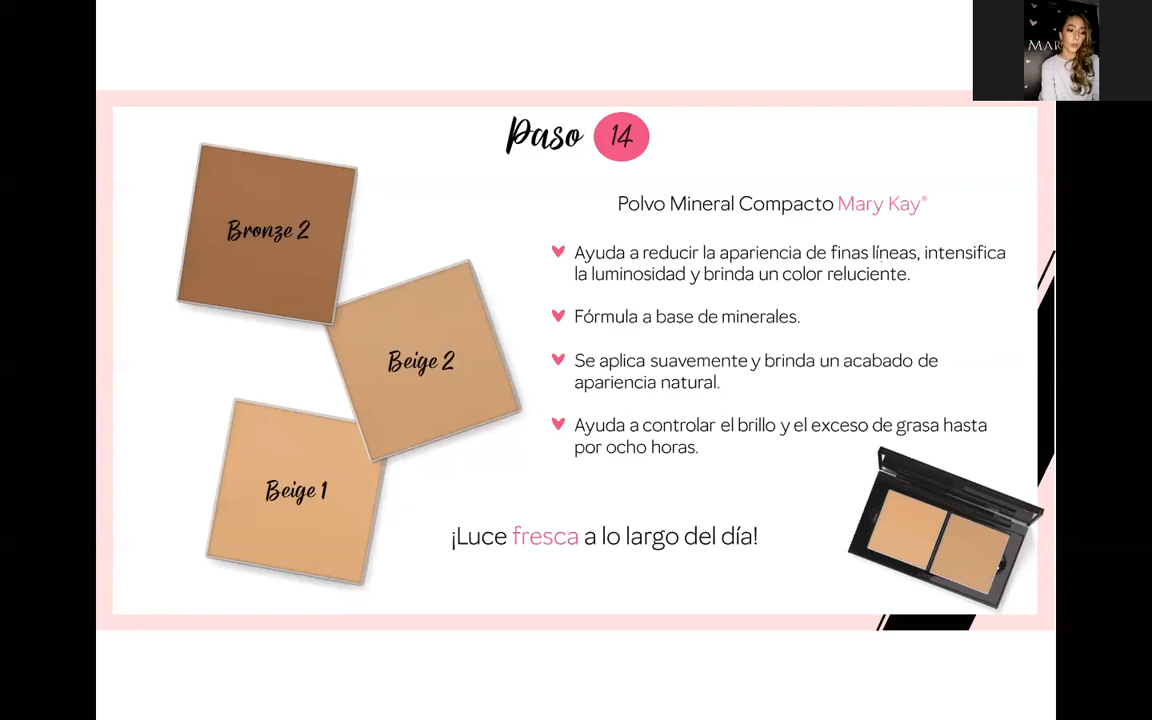 MAR
Paso 14
Bronze 2
Beige 2
Beige 1
Polvo Mineral Compacto Mary Kay®
Ayuda a reducir la apariencia de finas líneas, intensifica
la luminosidad y brinda un color reluciente.
Fórmula a base de minerales.
Se aplica suavemente y brinda un acabado de
apariencia natural.
Ayuda a controlar el brillo y el exceso de grasa hasta
por ocho horas.
¡Luce fresca a lo largo del día!